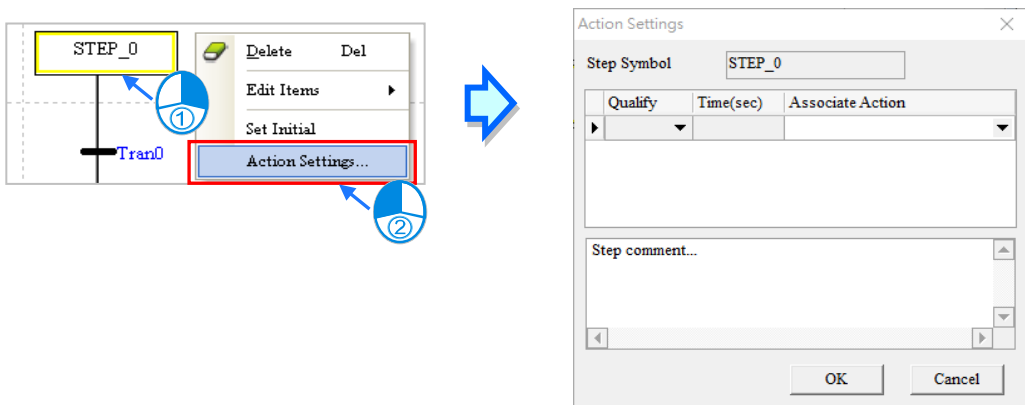 STEP_0
Delete Del
Edit Items
Set Initial
Action Settings...
Tran0
①
②
Action Settings
Step Symbol STEP_0
Qualify Time(sec) Associate Action
Step comment...
OK Cancel